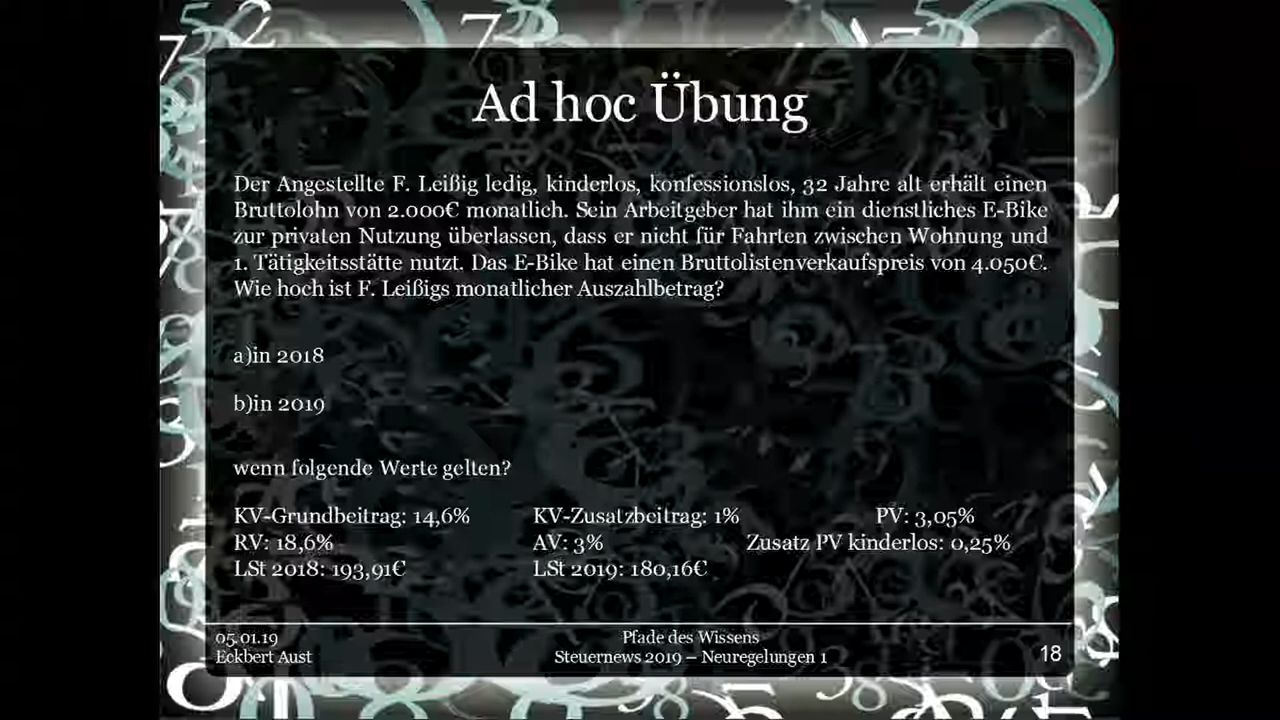 Ad hoc Übung
Der Angestellte F. Leißig ledig, kinderlos, konfessionslos, 32 Jahre alt erhält einen
Bruttolohn von 2.000€ monatlich. Sein Arbeitgeber hat ihm ein dienstliches E-Bike
zur privaten Nutzung überlassen, dass er nicht für Fahrten zwischen Wohnung und
1. Tätigkeitsstätte nutzt. Das E-Bike hat einen Bruttolistenverkaufspreis von 4.050€.
Wie hoch ist F. Leißigs monatlicher Auszahlbetrag?
a)in 2018
b)in 2019
wenn folgende Werte gelten?
KV-Grundbeitrag: 14,6% KV-Zusatzbeitrag: 1% PV: 3,05%
RV: 18,6% AV: 3% Zusatz PV kinderlos: 0,25%
LSt 2018: 193,91€ LSt 2019: 180,16€
05.01.19 Pfade des Wissens
Eckbert Aust Steuernews 2019 – Neuregelungen 1 18